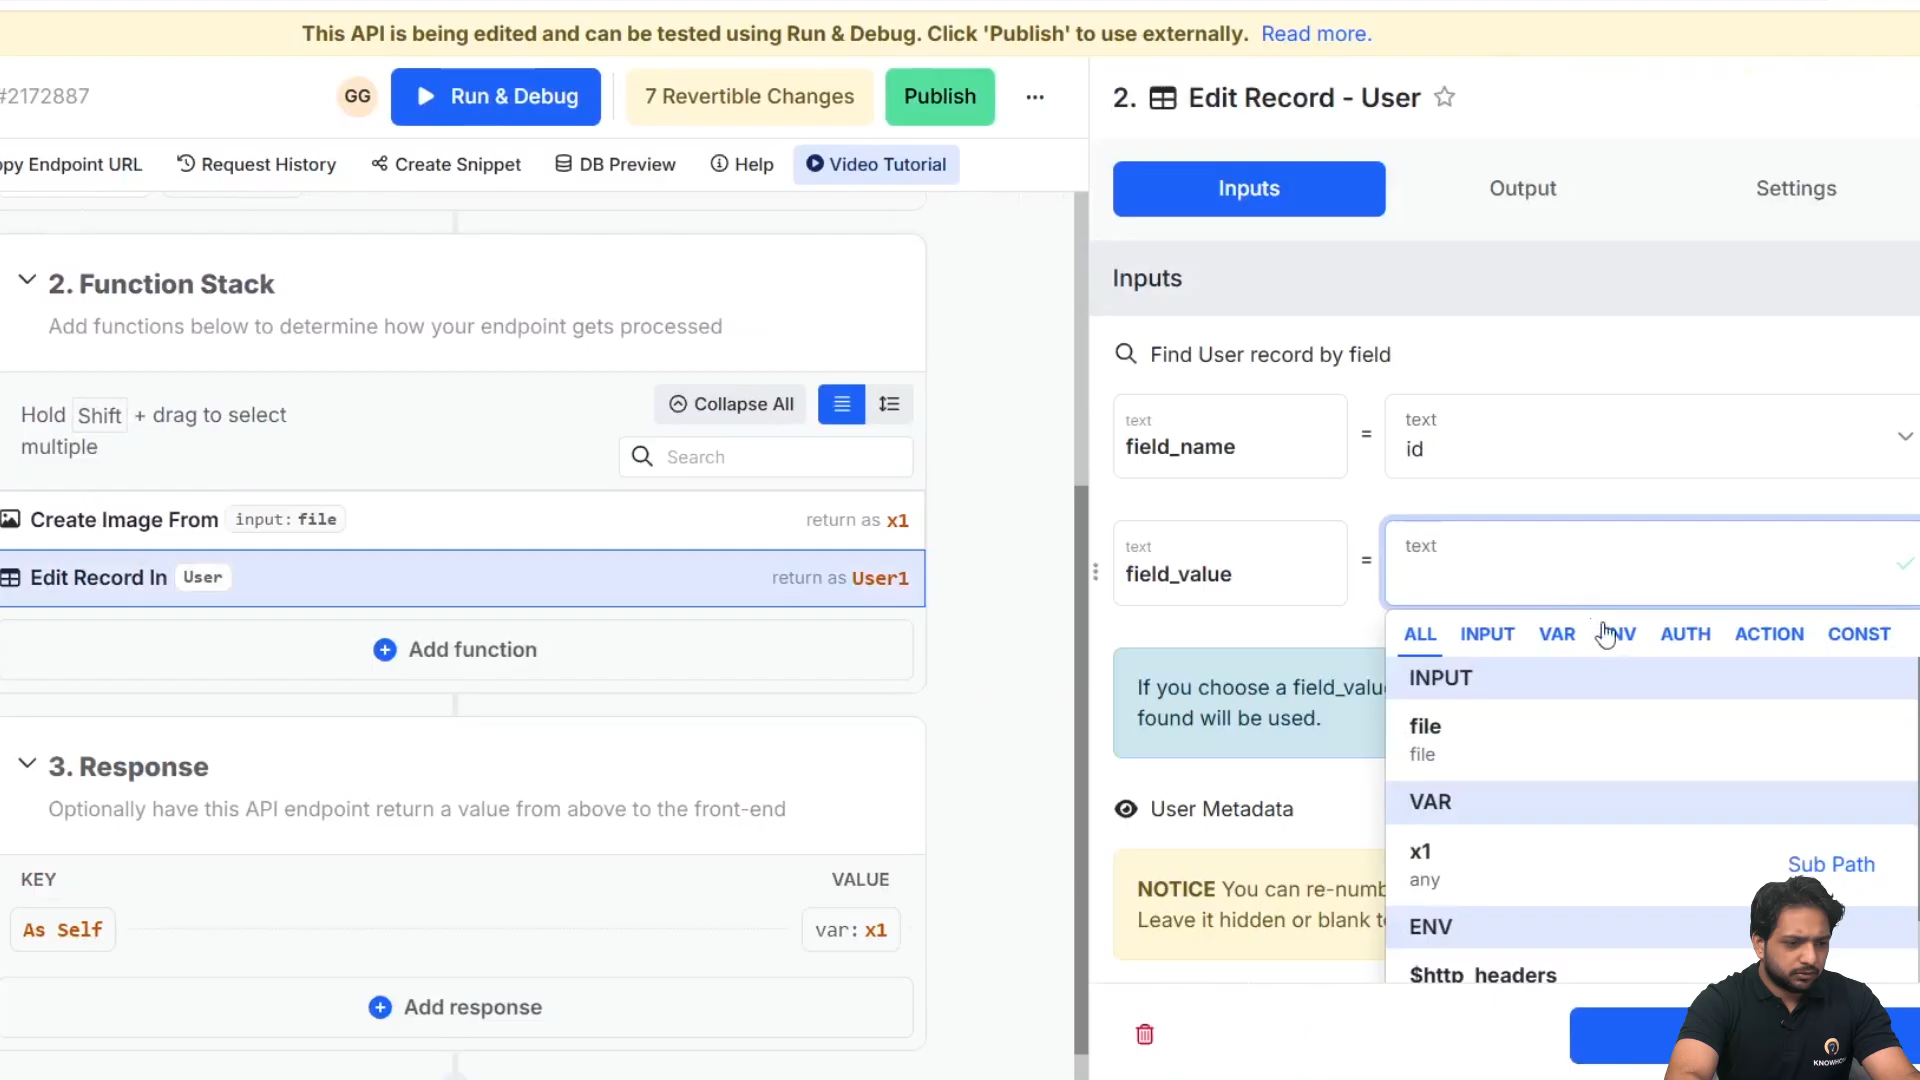 This API is being edited and can be tested using Run & Debug. Click 'Publish' to use externally. Read more.
#2172887
GG
Run & Debug
7 Revertible Changes
Publish
2. Edit Record - User
opy Endpoint URL
Request History
Create Snippet
DB Preview
Help
Video Tutorial
Inputs
Output
Settings
2. Function Stack
Add functions below to determine how your endpoint gets processed
Hold Shift + drag to select
multiple
Collapse All
Search
Create Image From input: file return as x1
Edit Record In User return as User1
Add function
3. Response
Optionally have this API endpoint return a value from above to the front-end
KEY VALUE
As Self var: x1
Add response
Inputs
Find User record by field
text
field_name
=
text
id
text
field_value
=
text
ALL INPUT VAR ENV AUTH ACTION CONST
INPUT
file
file
VAR
x1
any
Sub Path
ENV
$http_headers
If you choose a field_valu
found will be used.
User Metadata
NOTICE You can re-numb
Leave it hidden or blank t